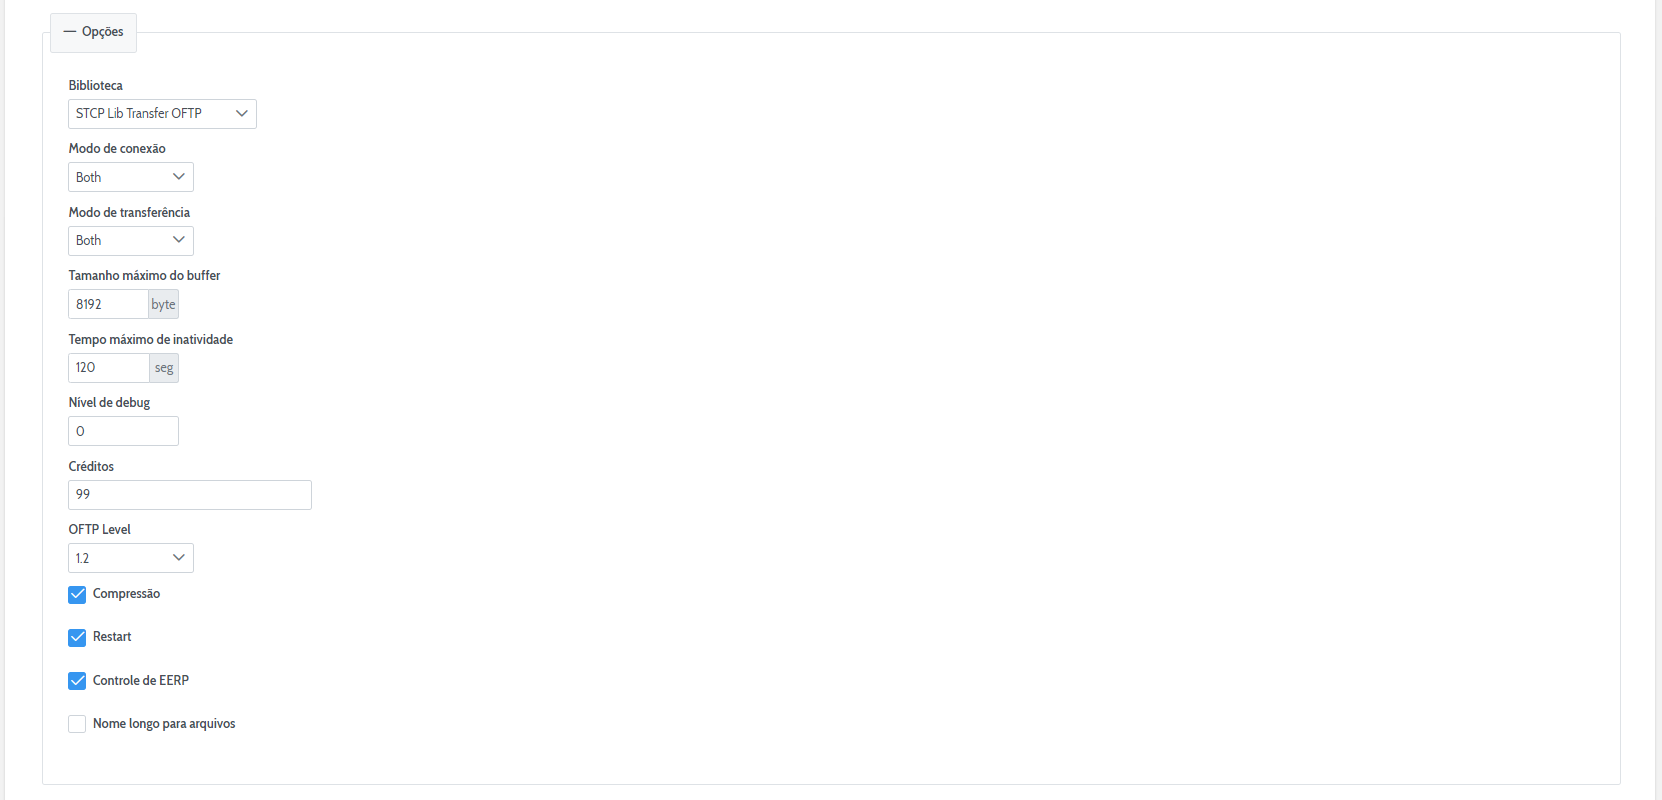 — Opções
Biblioteca
STCP Lib Transfer OFTP
Modo de conexão
Both
Modo de transferência
Both
Tamanho máximo do buffer
8192 byte
Tempo máximo de inatividade
120 seg
Nível de debug
0
Créditos
99
OFTP Level
1.2
Compressão
Restart
Controle de EERP
Nome longo para arquivos